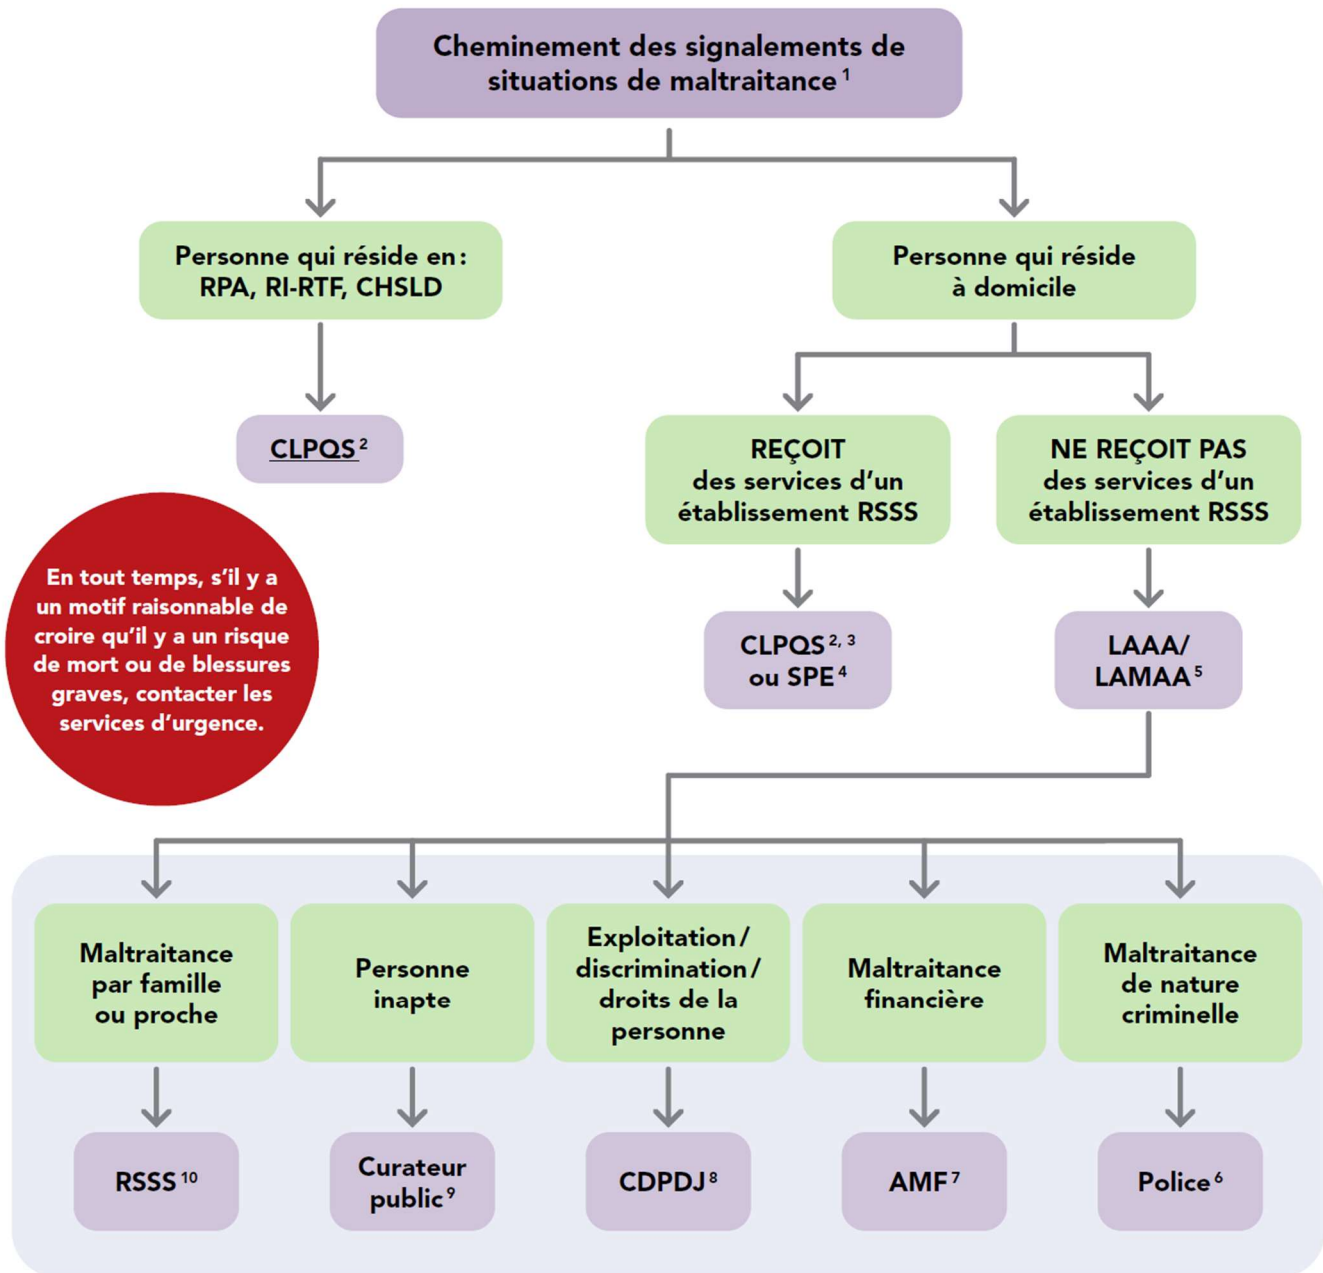 Cheminement des signalements de
situations de maltraitance 1
Personne qui réside en :
RPA, RI-RTF, CHSLD
Personne qui réside
à domicile
CLPQS 2
REÇOIT
des services d’un
établissement RSSS
NE REÇOIT PAS
des services d’un
établissement RSSS
En tout temps, s’il y a
un motif raisonnable de
croire qu’il y a un risque
de mort ou de blessures
graves, contacter les
services d’urgence.
CLPQS 2, 3
ou SPE 4
LAAA/
LAMAA 5
Maltraitance
par famille
ou proche
Personne
inapte
Exploitation /
discrimination /
droits de la
personne
Maltraitance
financière
Maltraitance
de nature
criminelle
RSSS 10
Curateur
public 9
CDPDJ 8
AMF 7
Police 6